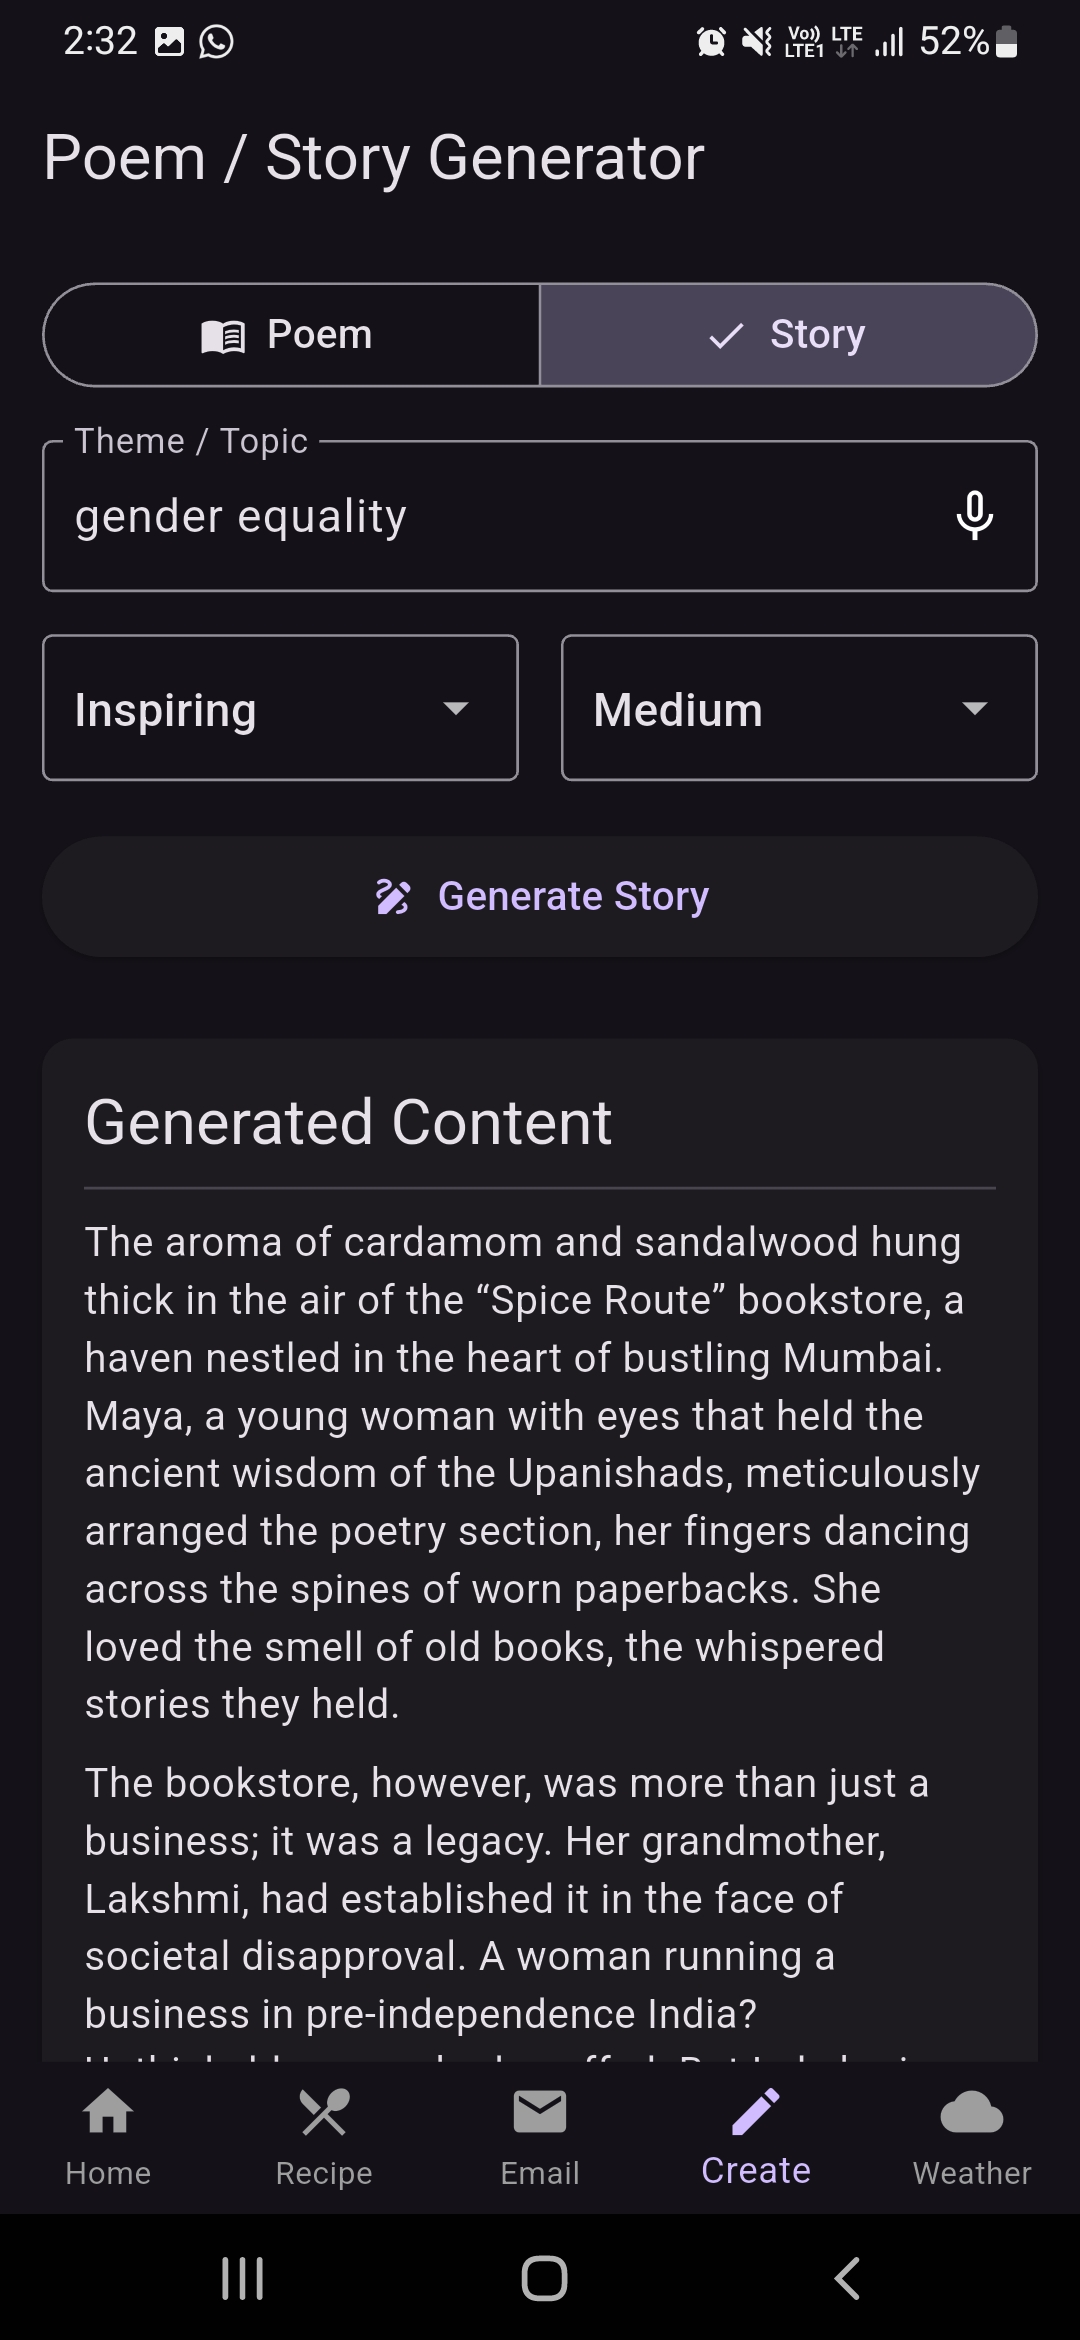 2:32
Vo)) LTE1 LTE 52%
Poem / Story Generator
Poem Story
Theme / Topic
gender equality
Inspiring Medium
Generate Story
Generated Content
The aroma of cardamom and sandalwood hung
thick in the air of the “Spice Route” bookstore, a
haven nestled in the heart of bustling Mumbai.
Maya, a young woman with eyes that held the
ancient wisdom of the Upanishads, meticulously
arranged the poetry section, her fingers dancing
across the spines of worn paperbacks. She
loved the smell of old books, the whispered
stories they held.
The bookstore, however, was more than just a
business; it was a legacy. Her grandmother,
Lakshmi, had established it in the face of
societal disapproval. A woman running a
business in pre-independence India?
Home Recipe Email Create Weather